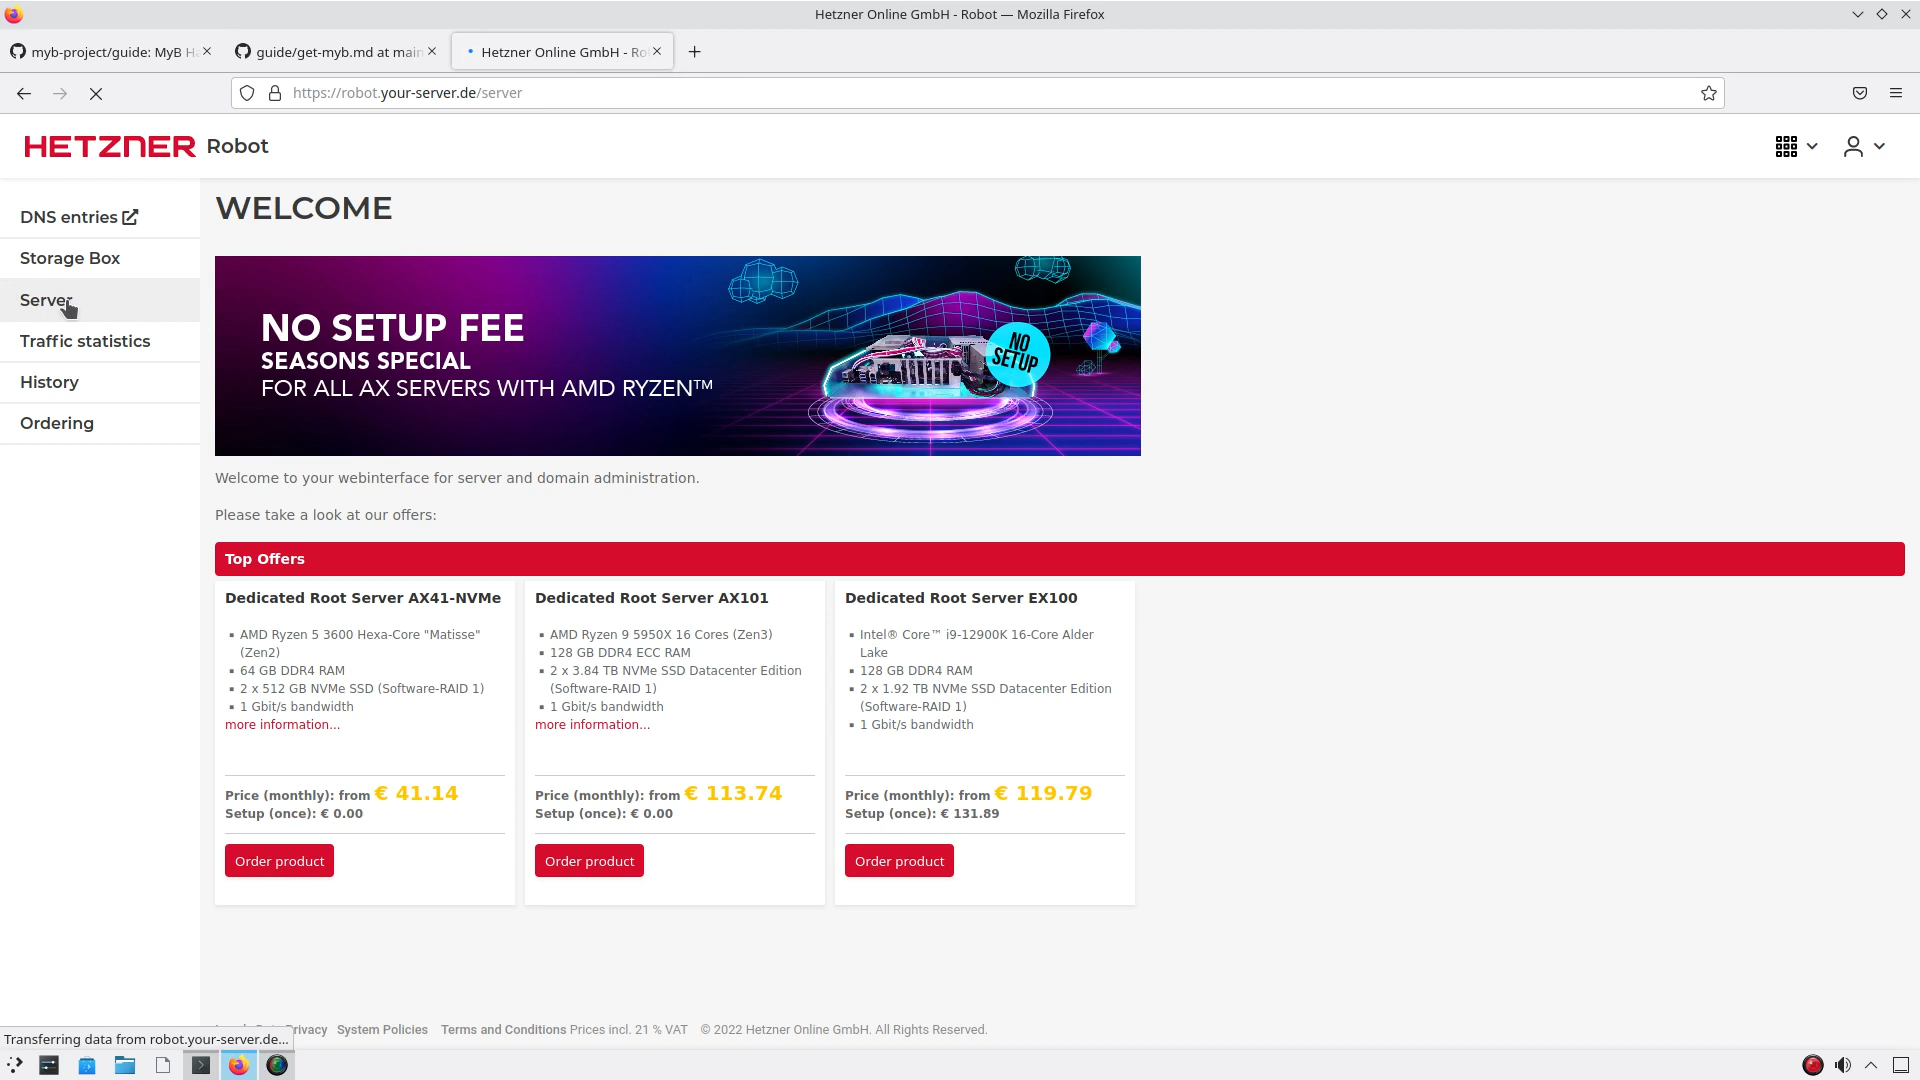 Hetzner Online GmbH - Robot — Mozilla Firefox
myb-project/guide: MyB
guide/get-myb.md at main
Hetzner Online GmbH - Ro
https://robot.your-server.de/server
HETZNER Robot
DNS entries
Storage Box
Server
Traffic statistics
History
Ordering
WELCOME
NO SETUP FEE
SEASONS SPECIAL
FOR ALL AX SERVERS WITH AMD RYZEN™
NO
SETUP
Welcome to your webinterface for server and domain administration.
Please take a look at our offers:
Top Offers
Dedicated Root Server AX41-NVMe
AMD Ryzen 5 3600 Hexa-Core "Matisse"
(Zen2)
64 GB DDR4 RAM
2 x 512 GB NVMe SSD (Software-RAID 1)
1 Gbit/s bandwidth
more information...
Price (monthly): from € 41.14
Setup (once): € 0.00
Order product
Dedicated Root Server AX101
AMD Ryzen 9 5950X 16 Cores (Zen3)
128 GB DDR4 ECC RAM
2 x 3.84 TB NVMe SSD Datacenter Edition
(Software-RAID 1)
1 Gbit/s bandwidth
more information...
Price (monthly): from € 113.74
Setup (once): € 0.00
Order product
Dedicated Root Server EX100
Intel® Core™ i9-12900K 16-Core Alder
Lake
128 GB DDR4 RAM
2 x 1.92 TB NVMe SSD Datacenter Edition
(Software-RAID 1)
1 Gbit/s bandwidth
Price (monthly): from € 119.79
Setup (once): € 131.89
Order product
Privacy System Policies Terms and Conditions Prices incl. 21 % VAT © 2022 Hetzner Online GmbH. All Rights Reserved.
Transferring data from robot.your-server.de...